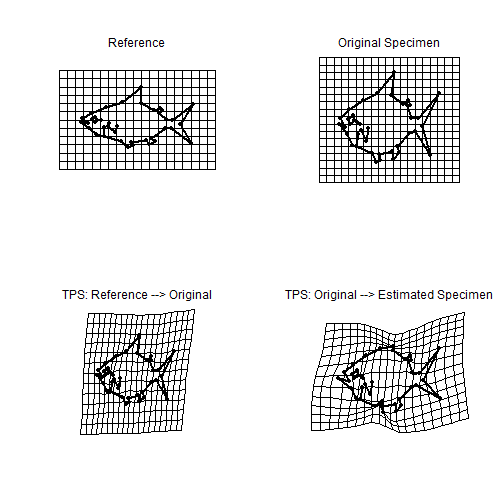 Reference
Original Specimen
TPS: Reference --> Original
TPS: Original --> Estimated Specimen